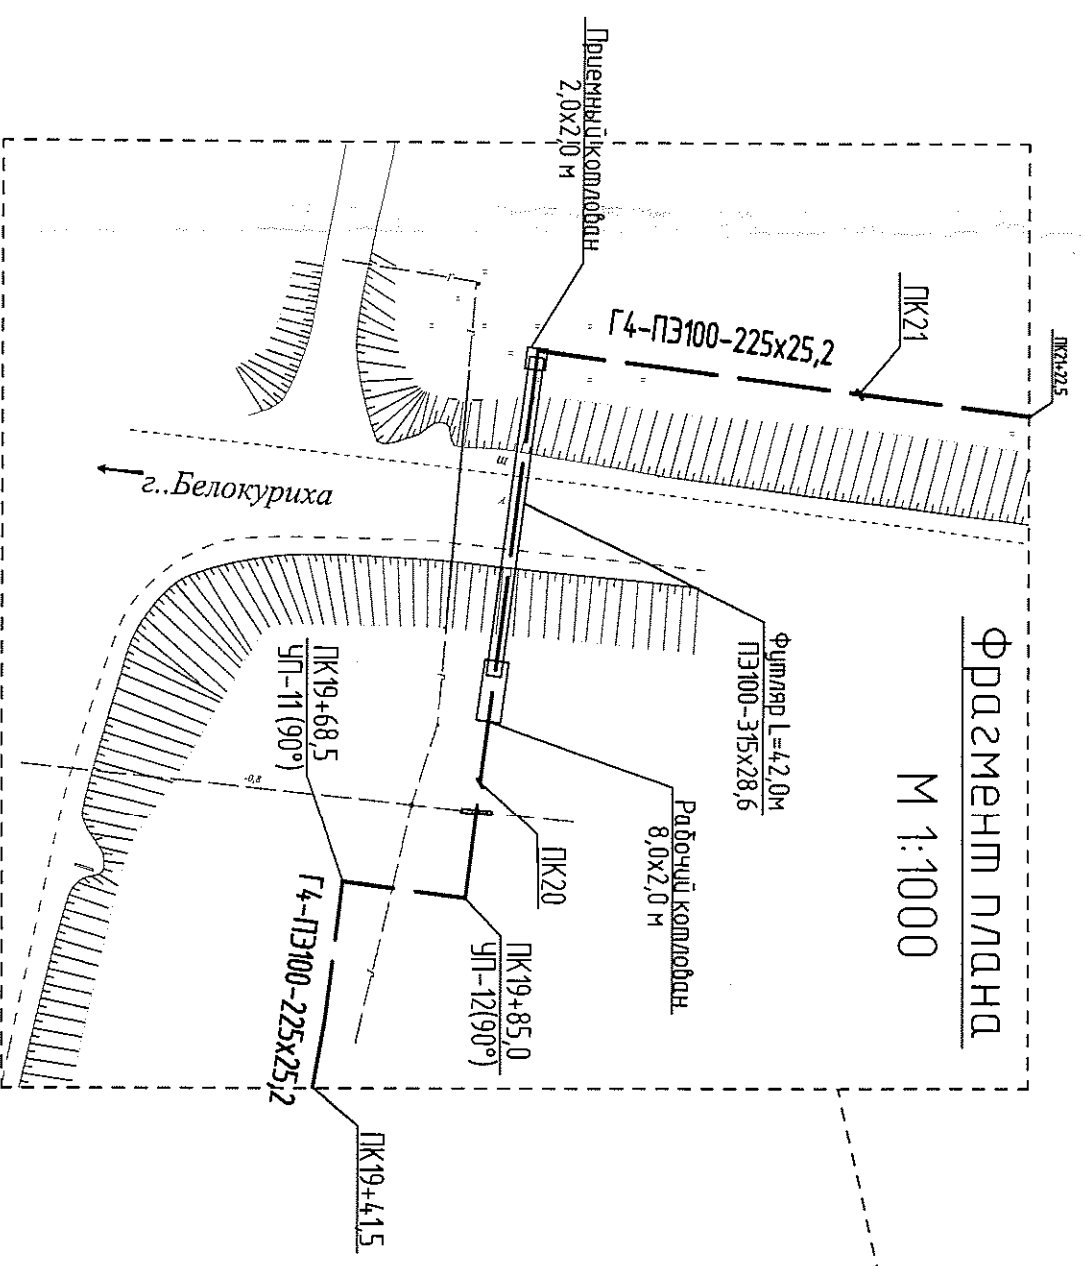 Фрагмент плана
М 1:1000
ПК21+22,5
ПК21
Г4-ПЭ100-225х25,2
Приемный котлован
2,0х2,0 м
Футляр L=42,0м
ПЭ100-315х28,6
Рабочий котлован
8,0х2,0 м
ПК20
ПК19+85,0
УП-12(90°)
ПК19+68,5
УП-11 (90°)
Г4-ПЭ100-225х25,2
ПК19+41,5
г..Белокуриха
Щ
А
-0,8
Г